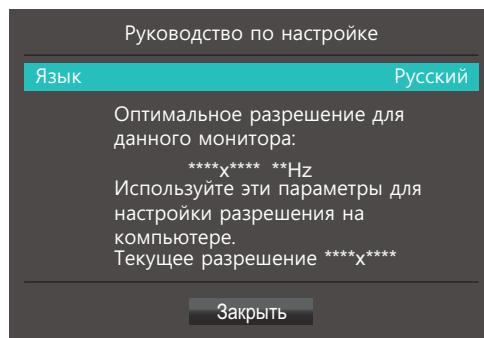 Руководство по настройке
Язык Русский
Оптимальное разрешение для
данного монитора:
****x**** **Hz
Используйте эти параметры для
настройки разрешения на
компьютере.
Текущее разрешение ****x****
Закрыть